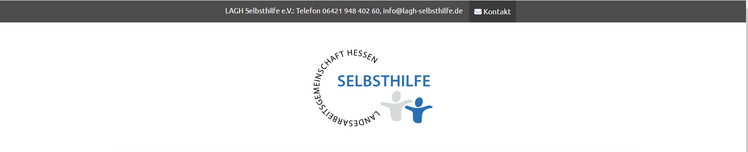 LAGH Selbsthilfe e.V.: Telefon 06421 948 402 60, info@lagh-selbsthilfe.de Kontakt
LANDESARBEITSGEMEINSCHAFT HESSEN
SELBSTHILFE